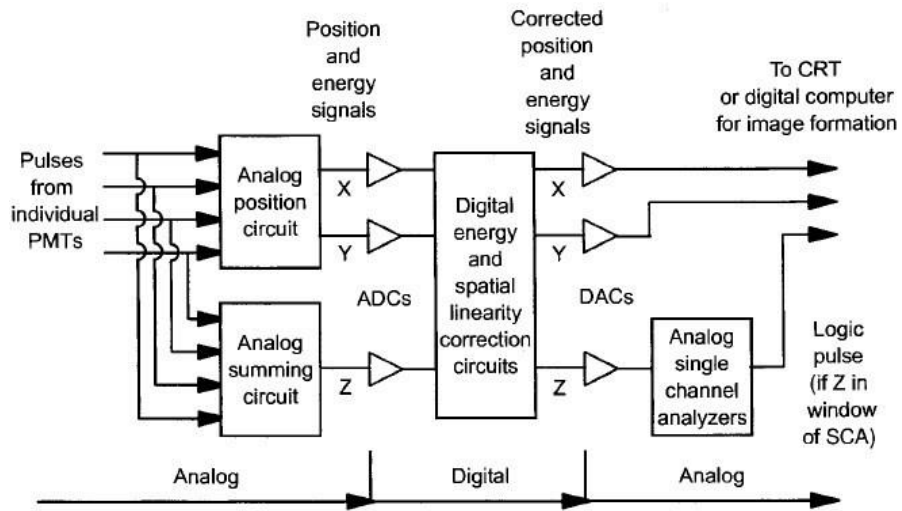 Position
and
energy
signals
Corrected
position
and
energy
signals
To CRT
or digital computer
for image formation
Pulses
from
individual
PMTs
Analog
position
circuit
X
Y
ADCs
Digital
energy
and
spatial
linearity
correction
circuits
X
Y
DACs
Analog
summing
circuit
Z
Z
Analog
single
channel
analyzers
Logic
pulse
(if Z in
window
of SCA)
Analog
Digital
Analog